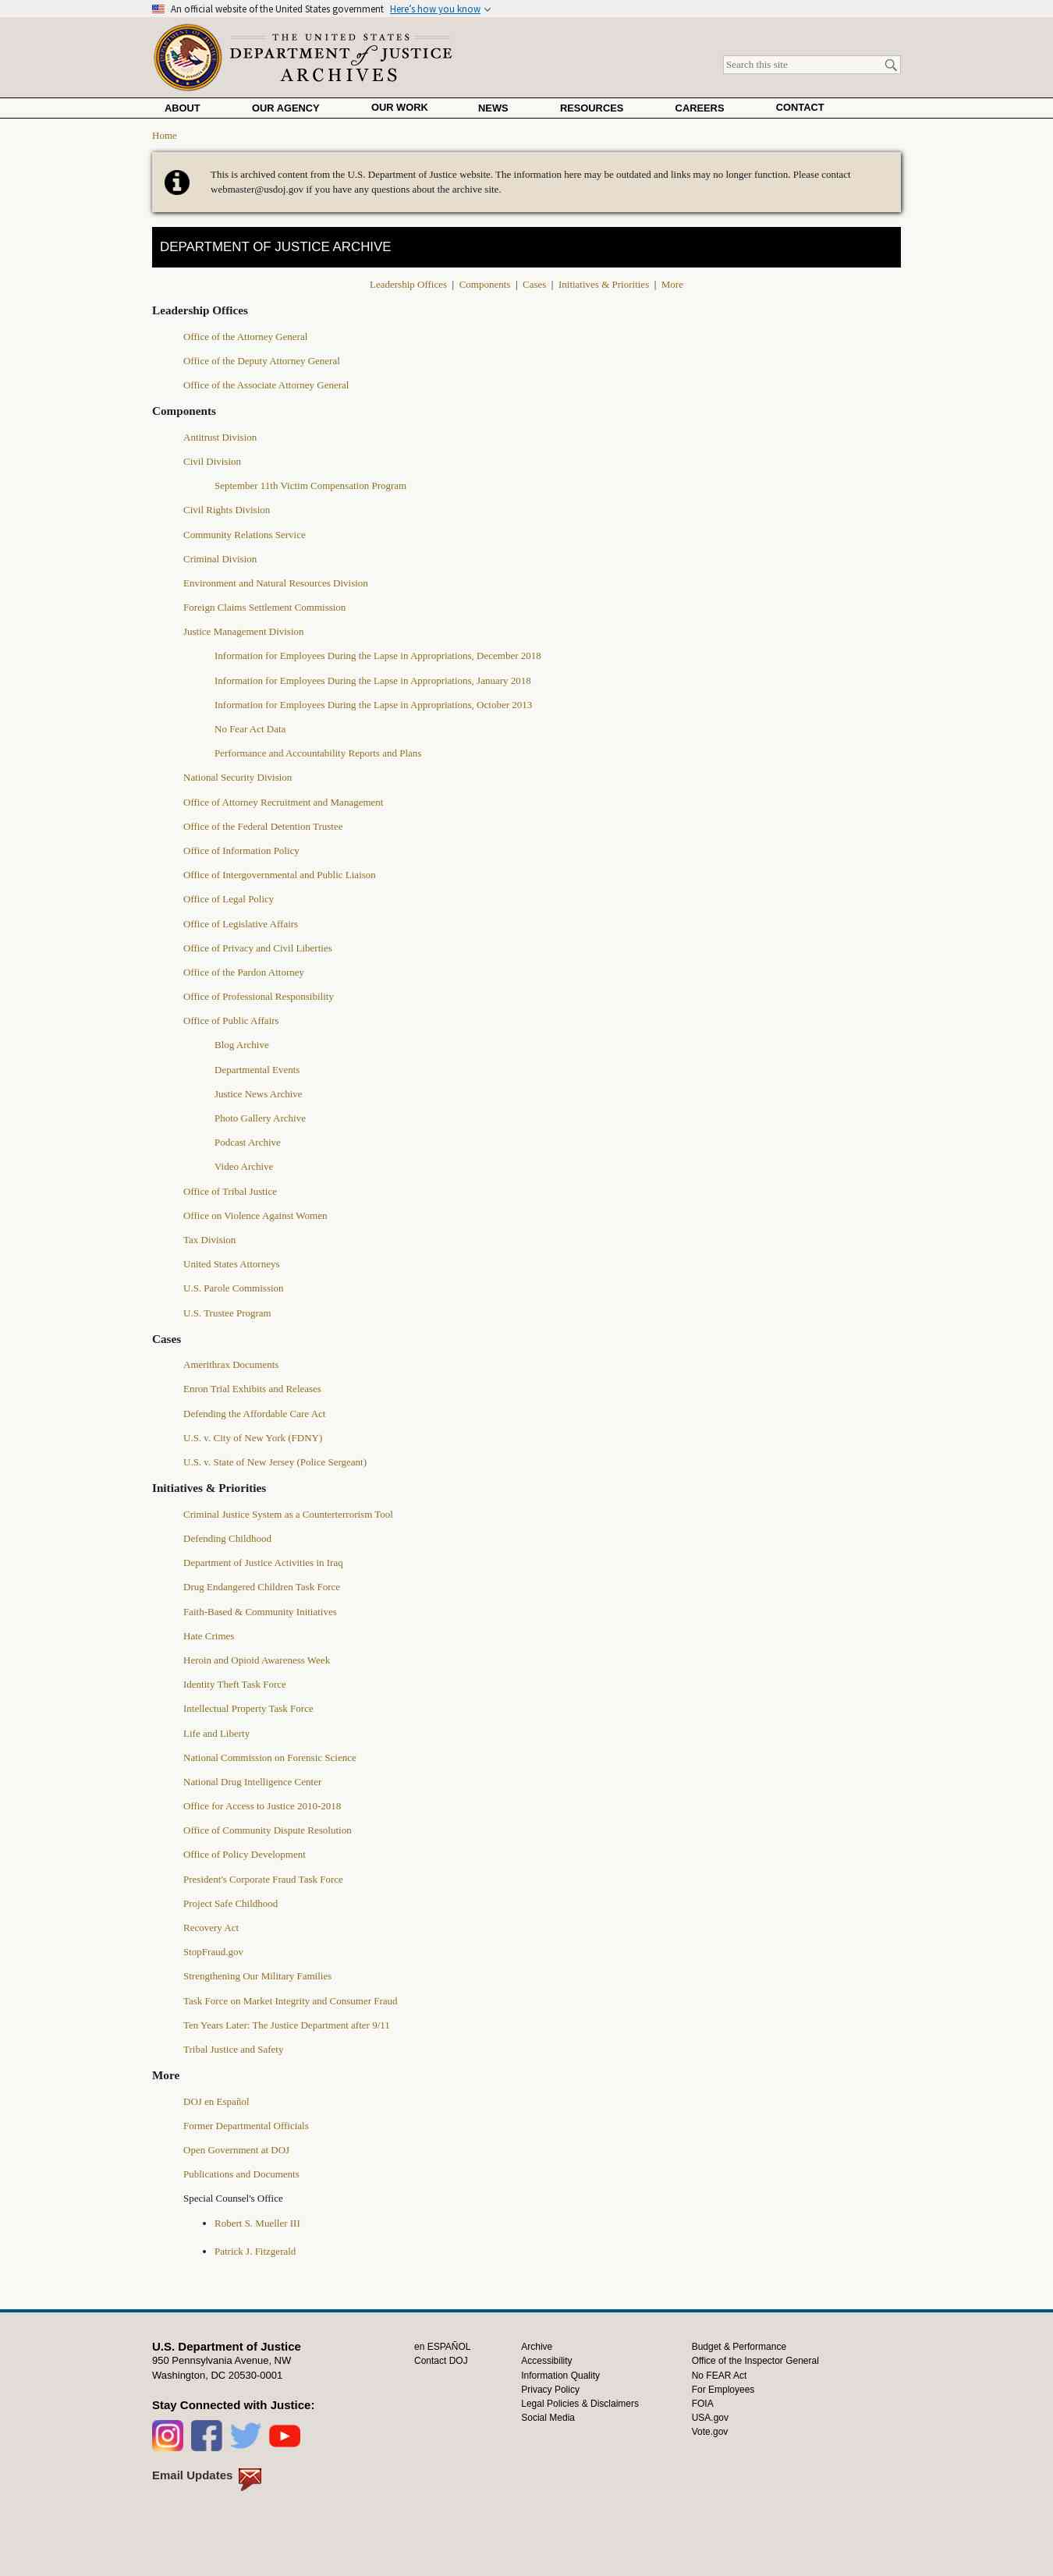 An official website of the United States government Here's how you know
THE UNITED STATES
DEPARTMENT of JUSTICE
ARCHIVES
Search this site
ABOUT
OUR AGENCY
OUR WORK
NEWS
RESOURCES
CAREERS
CONTACT
Home
This is archived content from the U.S. Department of Justice website. The information here may be outdated and links may no longer function. Please contact
webmaster@usdoj.gov if you have any questions about the archive site.
DEPARTMENT OF JUSTICE ARCHIVE
Leadership Offices | Components | Cases | Initiatives & Priorities | More
Leadership Offices
Office of the Attorney General
Office of the Deputy Attorney General
Office of the Associate Attorney General
Components
Antitrust Division
Civil Division
September 11th Victim Compensation Program
Civil Rights Division
Community Relations Service
Criminal Division
Environment and Natural Resources Division
Foreign Claims Settlement Commission
Justice Management Division
Information for Employees During the Lapse in Appropriations, December 2018
Information for Employees During the Lapse in Appropriations, January 2018
Information for Employees During the Lapse in Appropriations, October 2013
No Fear Act Data
Performance and Accountability Reports and Plans
National Security Division
Office of Attorney Recruitment and Management
Office of the Federal Detention Trustee
Office of Information Policy
Office of Intergovernmental and Public Liaison
Office of Legal Policy
Office of Legislative Affairs
Office of Privacy and Civil Liberties
Office of the Pardon Attorney
Office of Professional Responsibility
Office of Public Affairs
Blog Archive
Departmental Events
Justice News Archive
Photo Gallery Archive
Podcast Archive
Video Archive
Office of Tribal Justice
Office on Violence Against Women
Tax Division
United States Attorneys
U.S. Parole Commission
U.S. Trustee Program
Cases
Amerithrax Documents
Enron Trial Exhibits and Releases
Defending the Affordable Care Act
U.S. v. City of New York (FDNY)
U.S. v. State of New Jersey (Police Sergeant)
Initiatives & Priorities
Criminal Justice System as a Counterterrorism Tool
Defending Childhood
Department of Justice Activities in Iraq
Drug Endangered Children Task Force
Faith-Based & Community Initiatives
Hate Crimes
Heroin and Opioid Awareness Week
Identity Theft Task Force
Intellectual Property Task Force
Life and Liberty
National Commission on Forensic Science
National Drug Intelligence Center
Office for Access to Justice 2010-2018
Office of Community Dispute Resolution
Office of Policy Development
President's Corporate Fraud Task Force
Project Safe Childhood
Recovery Act
StopFraud.gov
Strengthening Our Military Families
Task Force on Market Integrity and Consumer Fraud
Ten Years Later: The Justice Department after 9/11
Tribal Justice and Safety
More
DOJ en Español
Former Departmental Officials
Open Government at DOJ
Publications and Documents
Special Counsel's Office
Robert S. Mueller III
Patrick J. Fitzgerald
U.S. Department of Justice
950 Pennsylvania Avenue, NW
Washington, DC 20530-0001
Stay Connected with Justice:
Email Updates
en ESPAÑOL
Contact DOJ
Archive
Accessibility
Information Quality
Privacy Policy
Legal Policies & Disclaimers
Social Media
Budget & Performance
Office of the Inspector General
No FEAR Act
For Employees
FOIA
USA.gov
Vote.gov